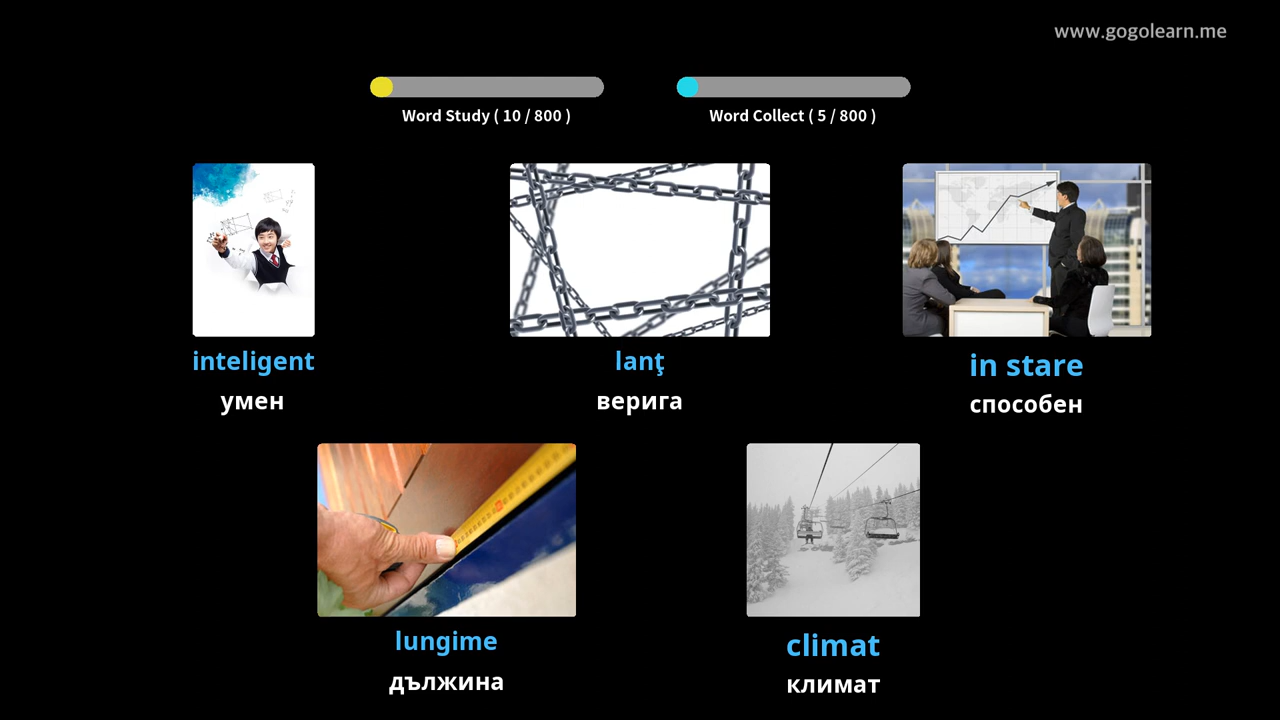 www.gogolearn.me
Word Study ( 10 / 800 )
Word Collect ( 5 / 800 )
inteligent
умен
lanţ
верига
in stare
способен
lungime
дължина
climat
климат